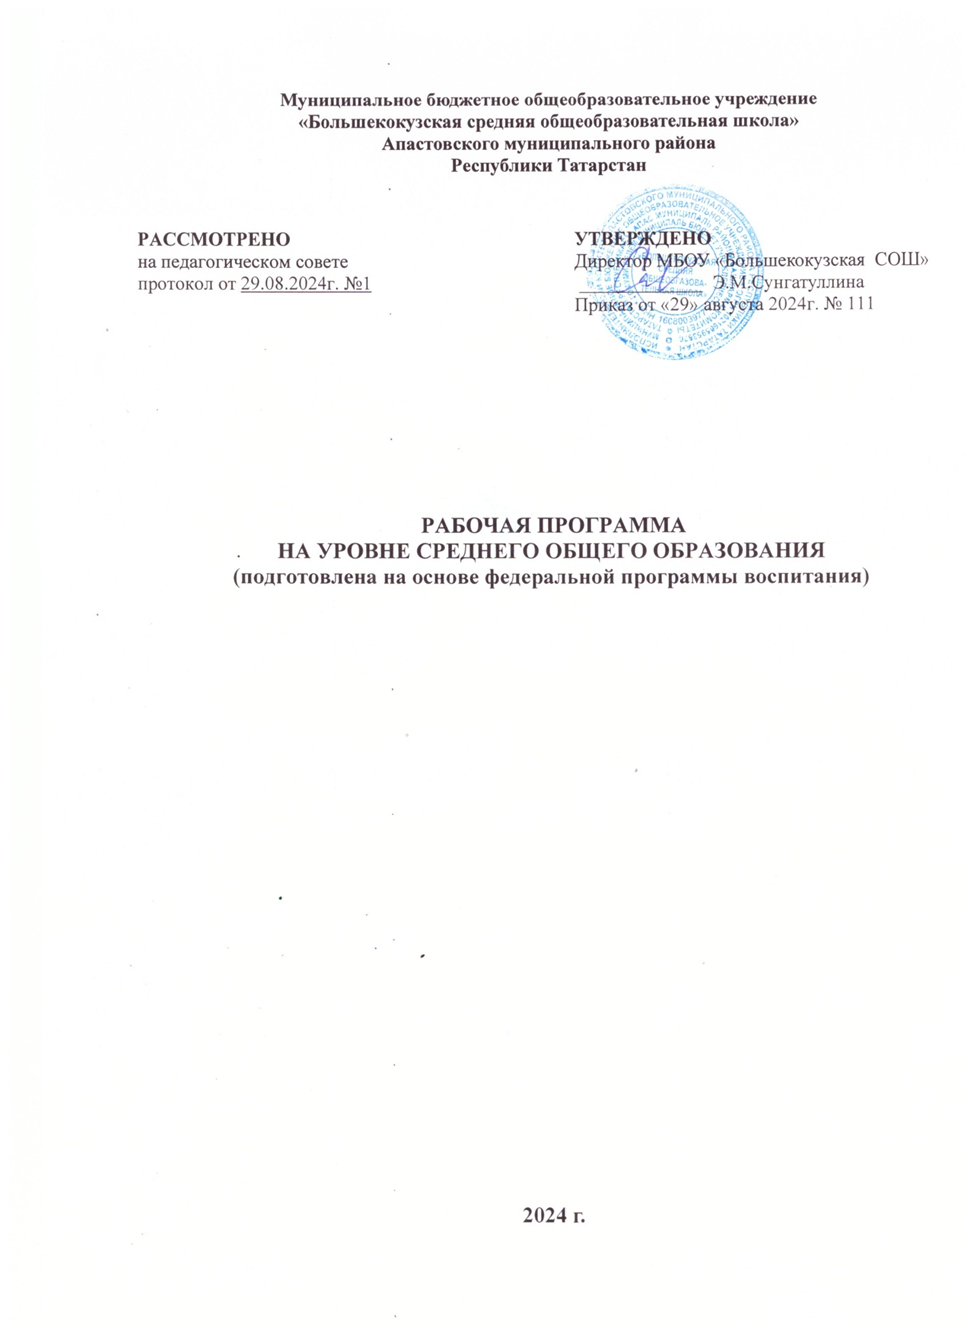 Муниципальное бюджетное общеобразовательное учреждение
«Большекокузская средняя общеобразовательная школа»
Апастовского муниципального района
Республики Татарстан
РАССМОТРЕНО
на педагогическом совете
протокол от 29.08.2024г. №1
УТВЕРЖДЕНО
Директор МБОУ «Большекокузская СОШ»
Э.М.Сунгатуллина
Приказ от «29» августа 2024г. № 111
РАБОЧАЯ ПРОГРАММА
НА УРОВНЕ СРЕДНЕГО ОБЩЕГО ОБРАЗОВАНИЯ
(подготовлена на основе федеральной программы воспитания)
2024 г.